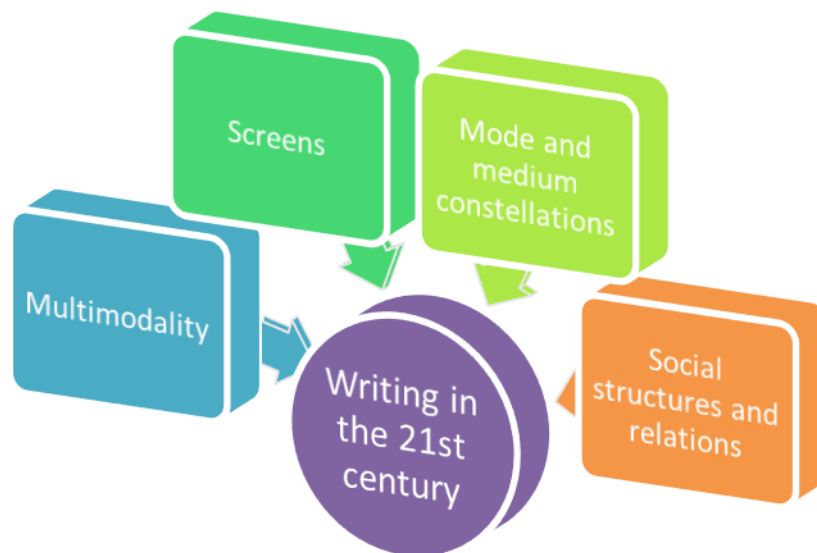 Screens
Mode and
medium
constellations
Multimodality
Social
structures and
relations
Writing in
the 21st
century